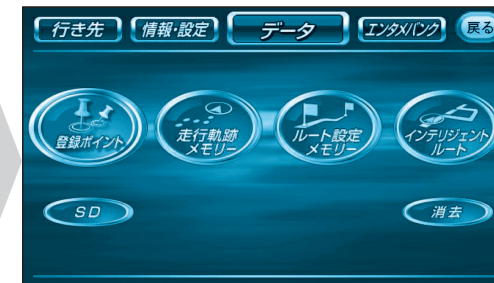 行き先 情報・設定 データ エンタメバンク 戻る
登録ポイント 走行軌跡 ルート設定 インテリジェント
メモリー メモリー ルート
SD 消去